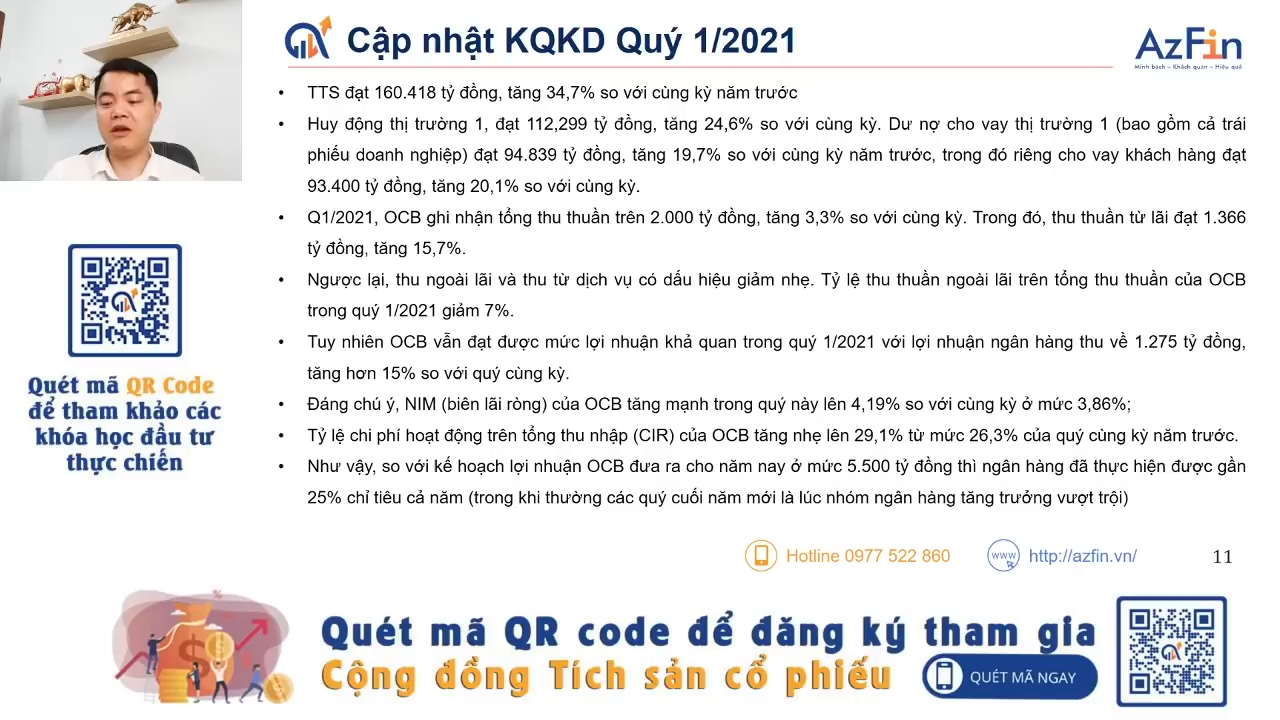 Cập nhật KQKD Quý 1/2021
AzFin
Minh bạch – Khách quan – Hiệu quả
• TTS đạt 160.418 tỷ đồng, tăng 34,7% so với cùng kỳ năm trước
• Huy động thị trường 1, đạt 112,299 tỷ đồng, tăng 24,6% so với cùng kỳ. Dư nợ cho vay thị trường 1 (bao gồm cả trái
phiếu doanh nghiệp) đạt 94.839 tỷ đồng, tăng 19,7% so với cùng kỳ năm trước, trong đó riêng cho vay khách hàng đạt
93.400 tỷ đồng, tăng 20,1% so với cùng kỳ.
• Q1/2021, OCB ghi nhận tổng thu thuần trên 2.000 tỷ đồng, tăng 3,3% so với cùng kỳ. Trong đó, thu thuần từ lãi đạt 1.366
tỷ đồng, tăng 15,7%.
• Ngược lại, thu ngoài lãi và thu từ dịch vụ có dấu hiệu giảm nhẹ. Tỷ lệ thu thuần ngoài lãi trên tổng thu thuần của OCB
trong quý 1/2021 giảm 7%.
• Tuy nhiên OCB vẫn đạt được mức lợi nhuận khả quan trong quý 1/2021 với lợi nhuận ngân hàng thu về 1.275 tỷ đồng,
tăng hơn 15% so với quý cùng kỳ.
• Đáng chú ý, NIM (biên lãi ròng) của OCB tăng mạnh trong quý này lên 4,19% so với cùng kỳ ở mức 3,86%;
• Tỷ lệ chi phí hoạt động trên tổng thu nhập (CIR) của OCB tăng nhẹ lên 29,1% từ mức 26,3% của quý cùng kỳ năm trước.
• Như vậy, so với kế hoạch lợi nhuận OCB đưa ra cho năm nay ở mức 5.500 tỷ đồng thì ngân hàng đã thực hiện được gần
25% chỉ tiêu cả năm (trong khi thường các quý cuối năm mới là lúc nhóm ngân hàng tăng trưởng vượt trội)
Quét mã QR Code
để tham khảo các
khóa học đầu tư
thực chiến
Hotline 0977 522 860
www
http://azfin.vn/
11
Quét mã QR code để đăng ký tham gia
Cộng đồng Tích sản cổ phiếu
QUÉT MÃ NGAY